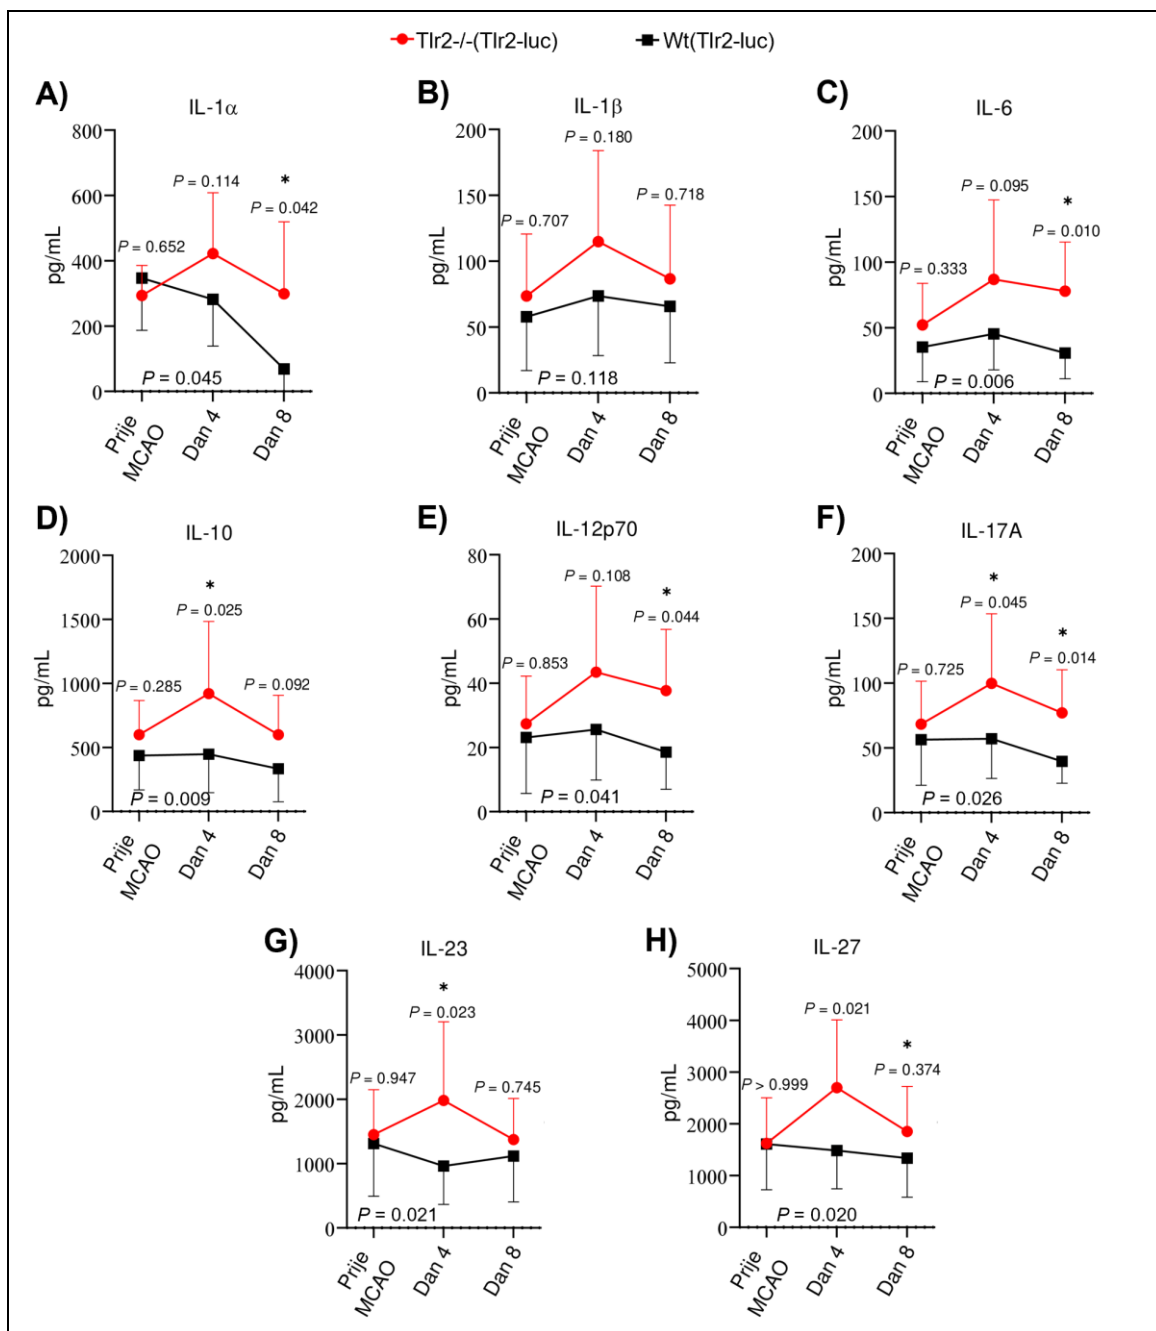 Tlr2-/-(Tlr2-luc) Wt(Tlr2-luc)
A)
IL-1α
pg/mL
800
600
400
200
0
P = 0.652
P = 0.114
*
P = 0.042
P = 0.045
Prije MCAO
Dan 4
Dan 8
B)
IL-1β
pg/mL
200
150
100
50
0
P = 0.707
P = 0.180
P = 0.718
P = 0.118
Prije MCAO
Dan 4
Dan 8
C)
IL-6
pg/mL
200
150
100
50
0
P = 0.333
P = 0.095
*
P = 0.010
P = 0.006
Prije MCAO
Dan 4
Dan 8
D)
IL-10
pg/mL
2000
1500
1000
500
0
P = 0.285
*
P = 0.025
P = 0.092
P = 0.009
Prije MCAO
Dan 4
Dan 8
E)
IL-12p70
pg/mL
80
60
40
20
0
P = 0.853
P = 0.108
*
P = 0.044
P = 0.041
Prije MCAO
Dan 4
Dan 8
F)
IL-17A
pg/mL
200
150
100
50
0
P = 0.725
*
P = 0.045
*
P = 0.014
P = 0.026
Prije MCAO
Dan 4
Dan 8
G)
IL-23
pg/mL
4000
3000
2000
1000
0
P = 0.947
*
P = 0.023
P = 0.745
P = 0.021
Prije MCAO
Dan 4
Dan 8
H)
IL-27
pg/mL
5000
4000
3000
2000
1000
0
P > 0.999
P = 0.021
*
P = 0.374
P = 0.020
Prije MCAO
Dan 4
Dan 8